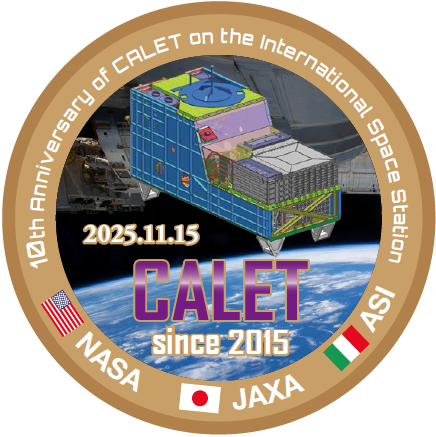 10th Anniversary of CALET on the International Space Station
2025.11.15
CALET
since 2015
NASA
JAXA
ASI